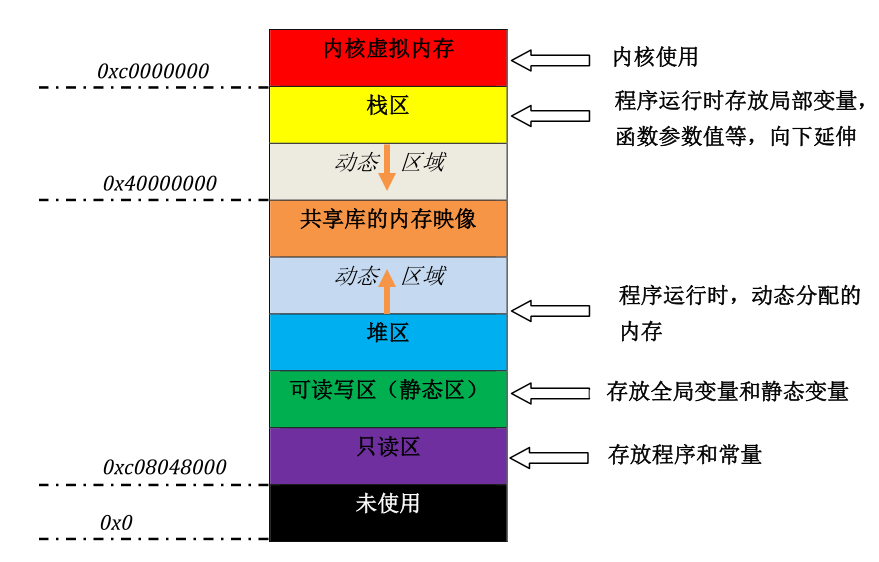 内核虚拟内存
0xc0000000
内核使用
栈区
程序运行时存放局部变量，
函数参数值等，向下延伸
动态 区域
0x40000000
共享库的内存映像
动态 区域
程序运行时，动态分配的
内存
堆区
可读写区（静态区）
存放全局变量和静态变量
只读区
存放程序和常量
0xc08048000
未使用
0x0